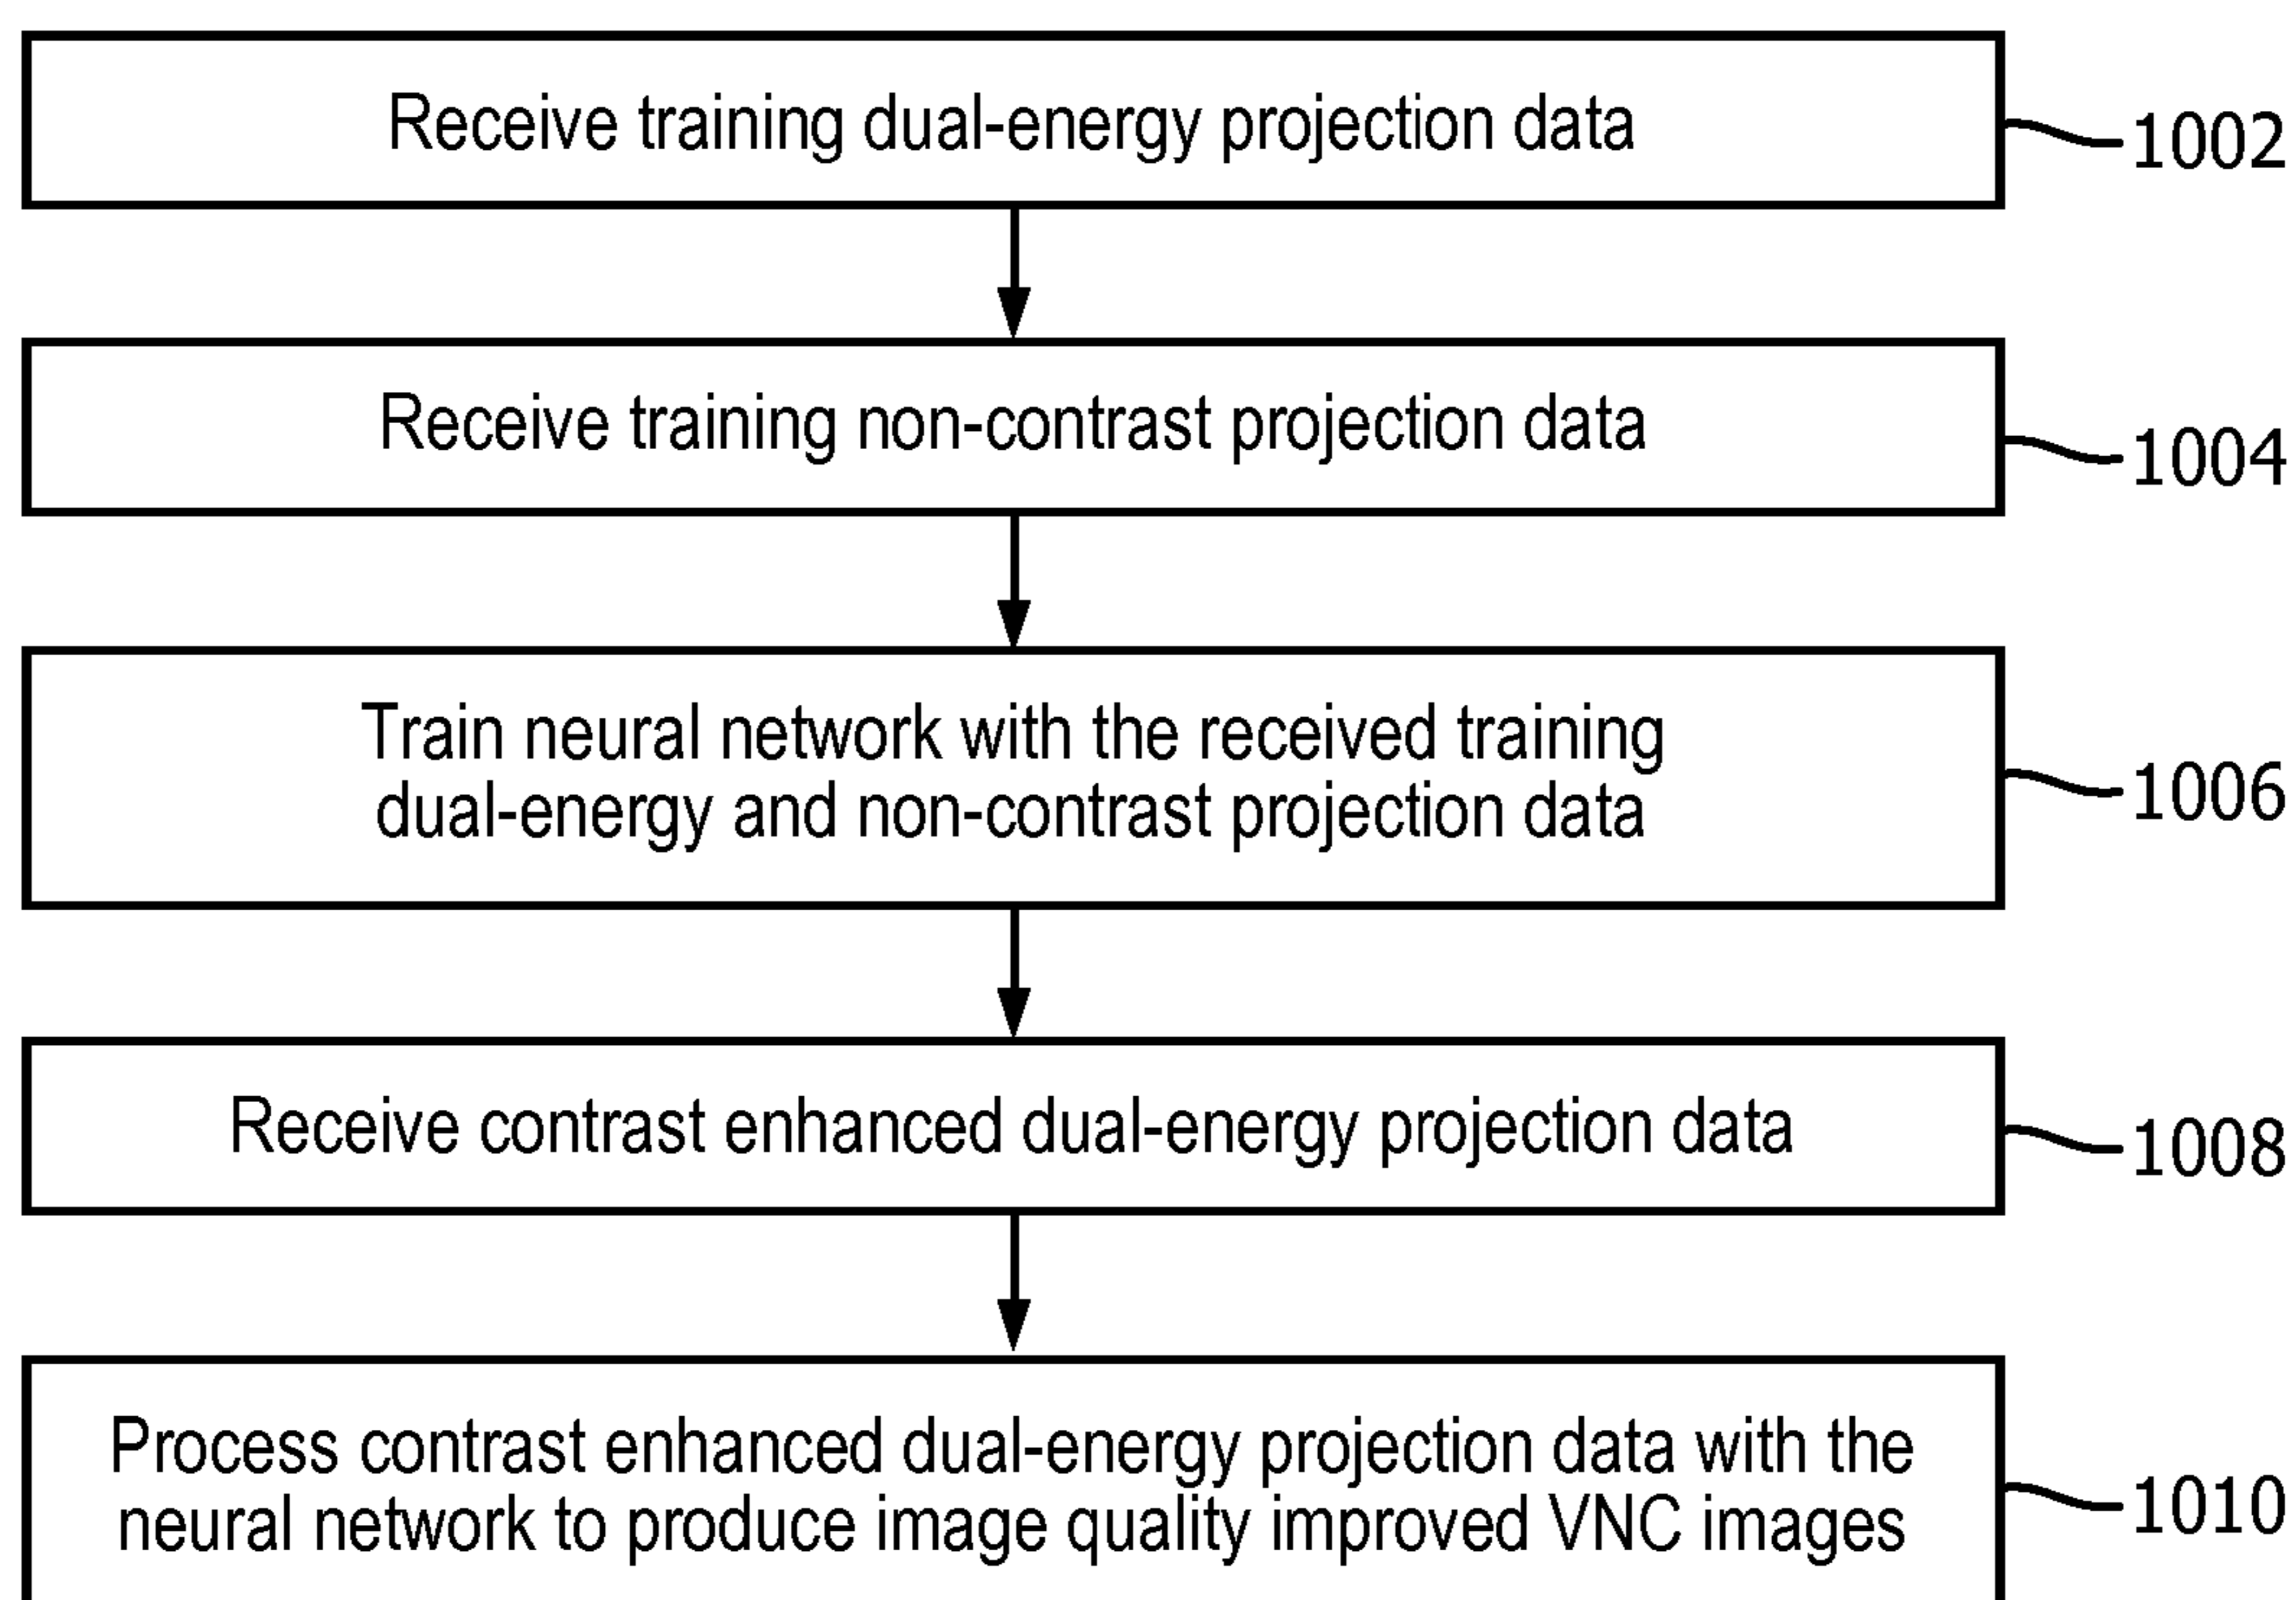 Receive training dual-energy projection data
1002
Receive training non-contrast projection data
1004
Train neural network with the received training
dual-energy and non-contrast projection data
1006
Receive contrast enhanced dual-energy projection data
1008
Process contrast enhanced dual-energy projection data with the
neural network to produce image quality improved VNC images
1010